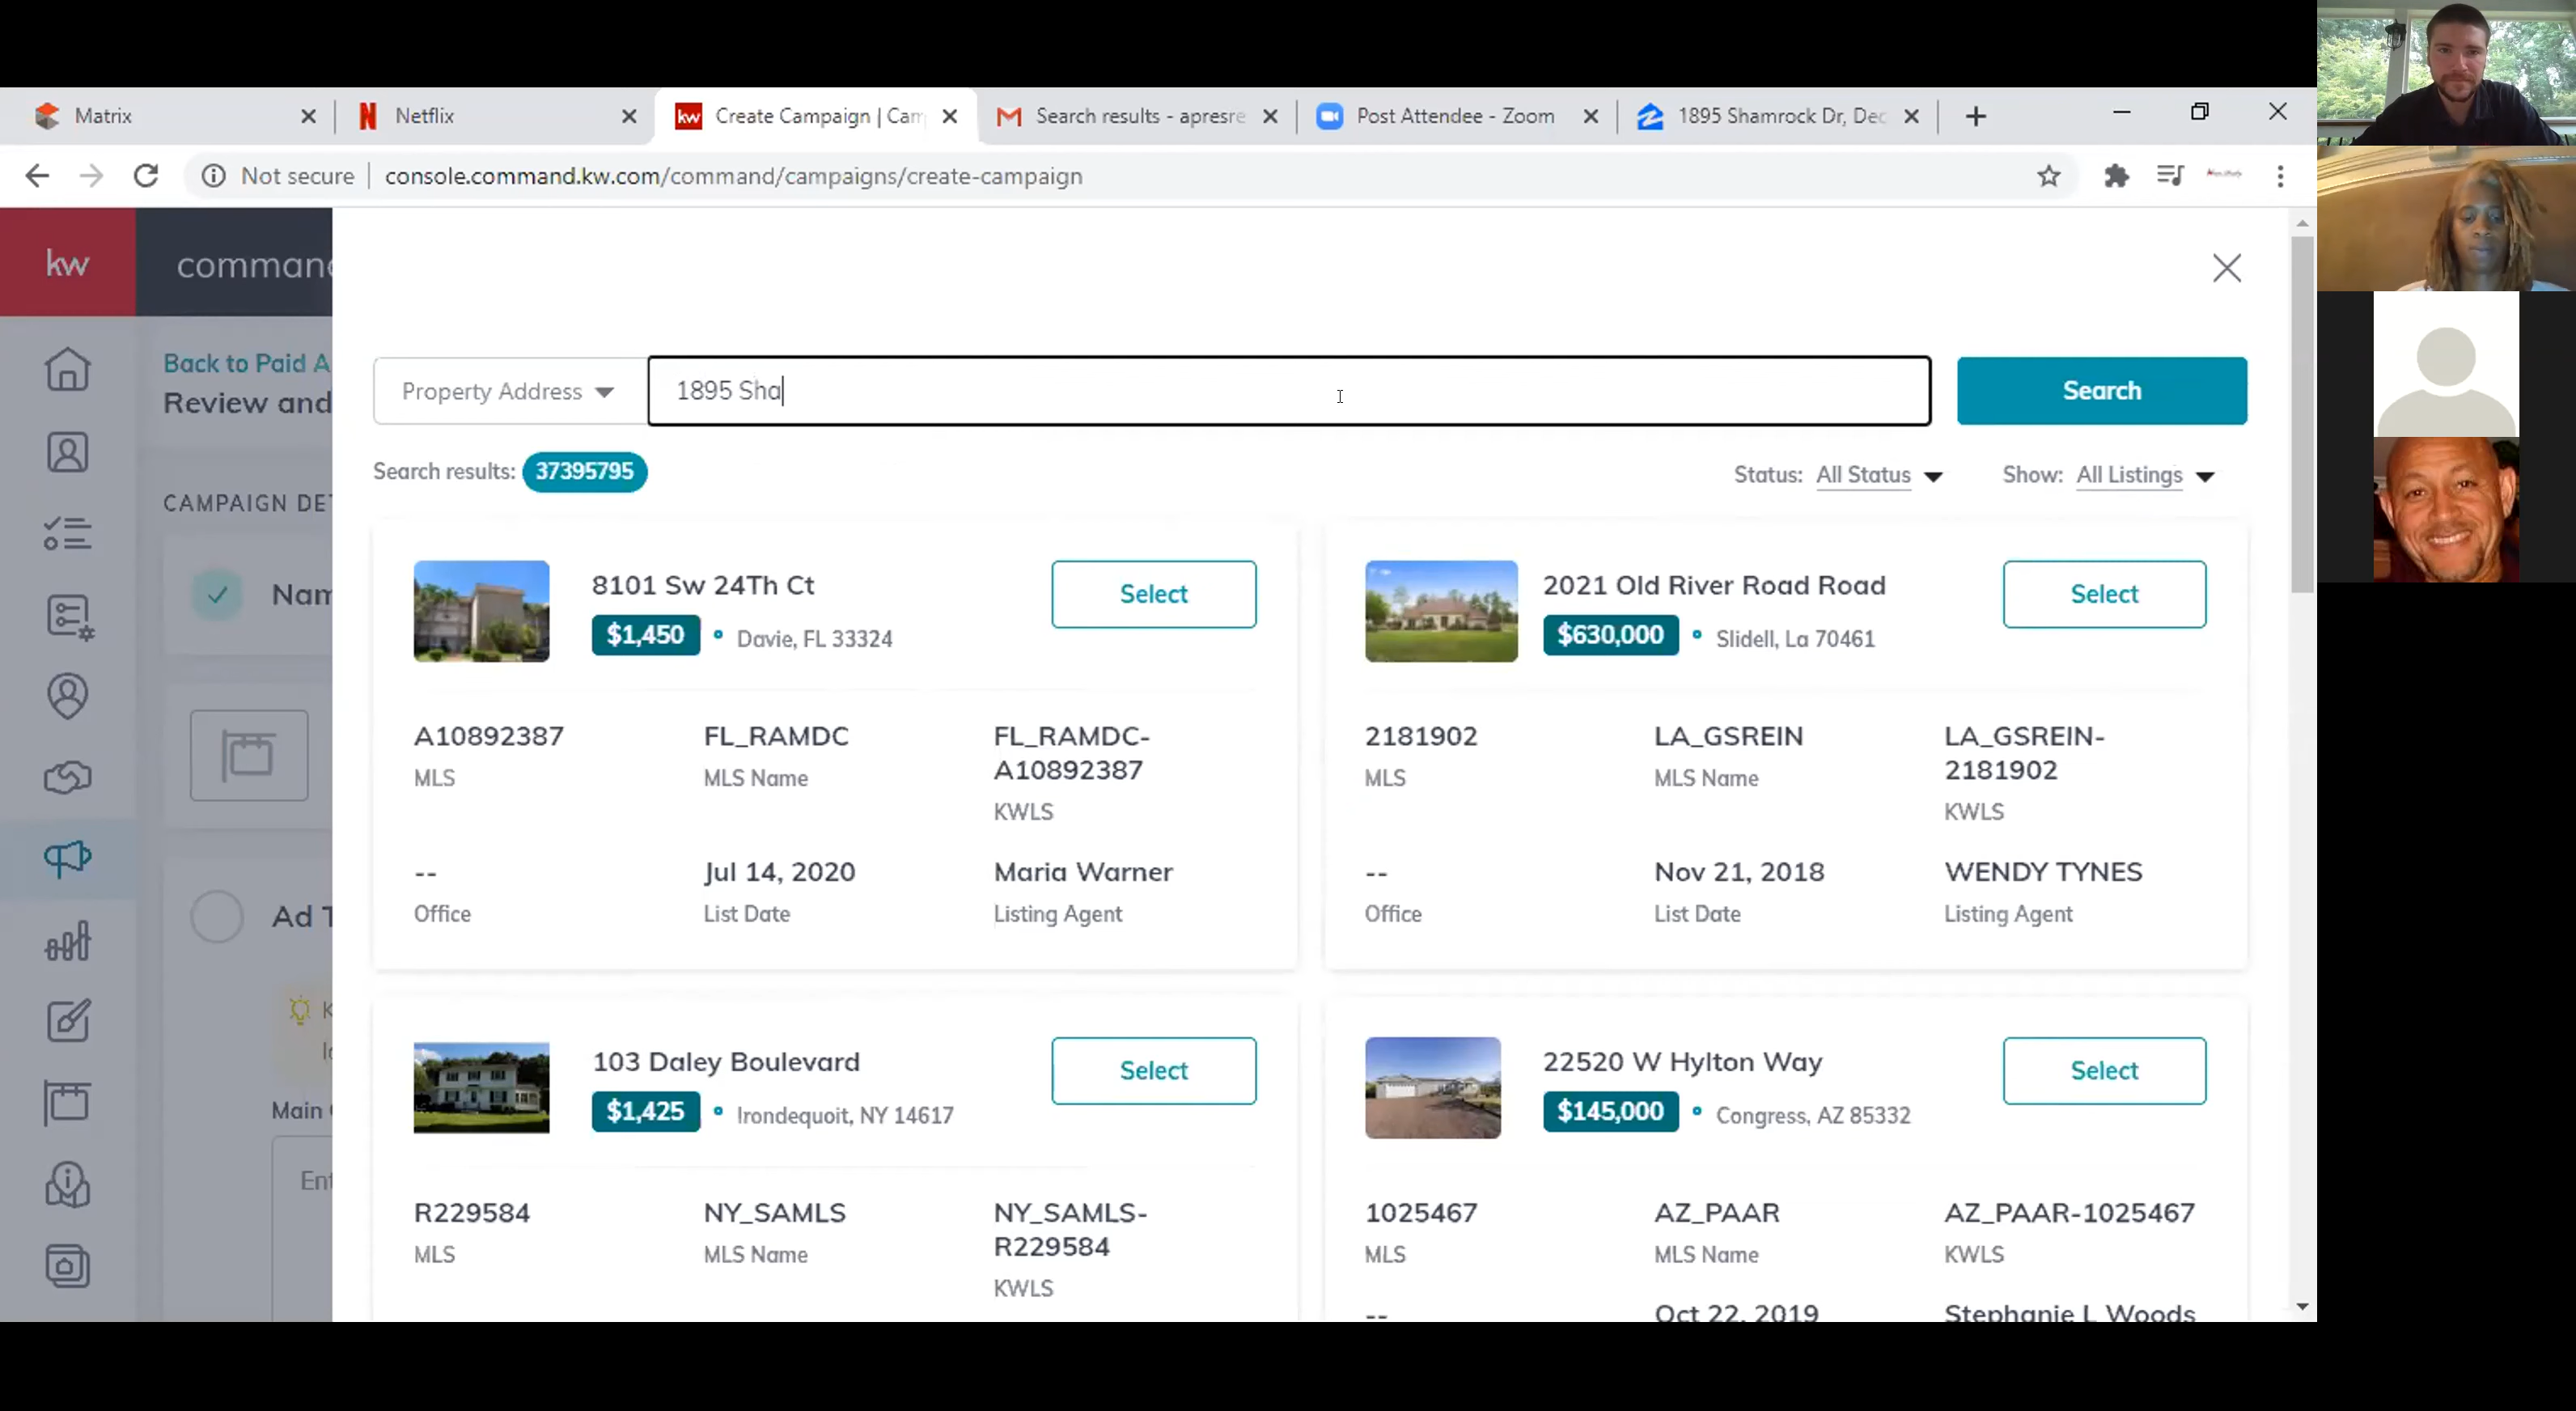 Matrix
Netflix
kw Create Campaign | Cam
Search results - apresre
Post Attendee - Zoom
1895 Shamrock Dr, Dec
Not secure | console.command.kw.com/command/campaigns/create-campaign
kw command
Back to Paid A
Review and
Property Address
1895 Sha
Search
Search results: 37395795
Status: All Status
Show: All Listings
CAMPAIGN DE
Nam
Ad T
K
Main
Ent
8101 Sw 24Th Ct
Select
$1,450 Davie, FL 33324
A10892387
MLS
FL_RAMDC
MLS Name
FL_RAMDC-
A10892387
KWLS
--
Office
Jul 14, 2020
List Date
Maria Warner
Listing Agent
2021 Old River Road Road
Select
$630,000 Slidell, La 70461
2181902
MLS
LA_GSREIN
MLS Name
LA_GSREIN-
2181902
KWLS
--
Office
Nov 21, 2018
List Date
WENDY TYNES
Listing Agent
103 Daley Boulevard
Select
$1,425 Irondequoit, NY 14617
R229584
MLS
NY_SAMLS
MLS Name
NY_SAMLS-
R229584
KWLS
22520 W Hylton Way
Select
$145,000 Congress, AZ 85332
1025467
MLS
AZ_PAAR
MLS Name
AZ_PAAR-1025467
KWLS
--
Oct 22, 2019
Stephanie L Woods